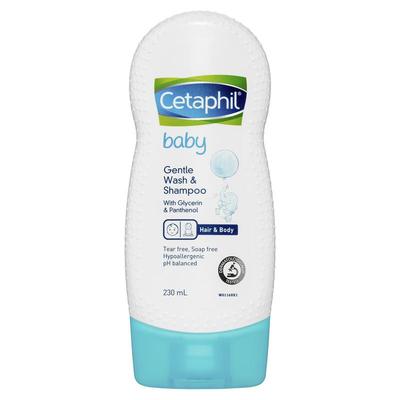 Cetaphil®
baby
Gentle
Wash &
Shampoo
With Glycerin
& Panthenol
Hair & Body
Tear free, Soap free
Hypoallergenic
pH balanced
230 mL